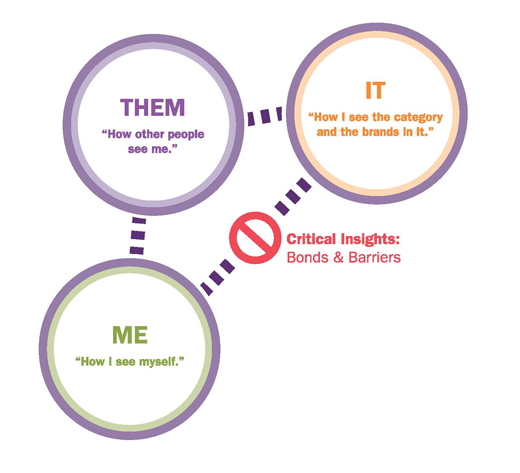 THEM
“How other people
see me.”
IT
“How I see the category
and the brands in it.”
Critical Insights:
Bonds & Barriers
ME
“How I see myself.”